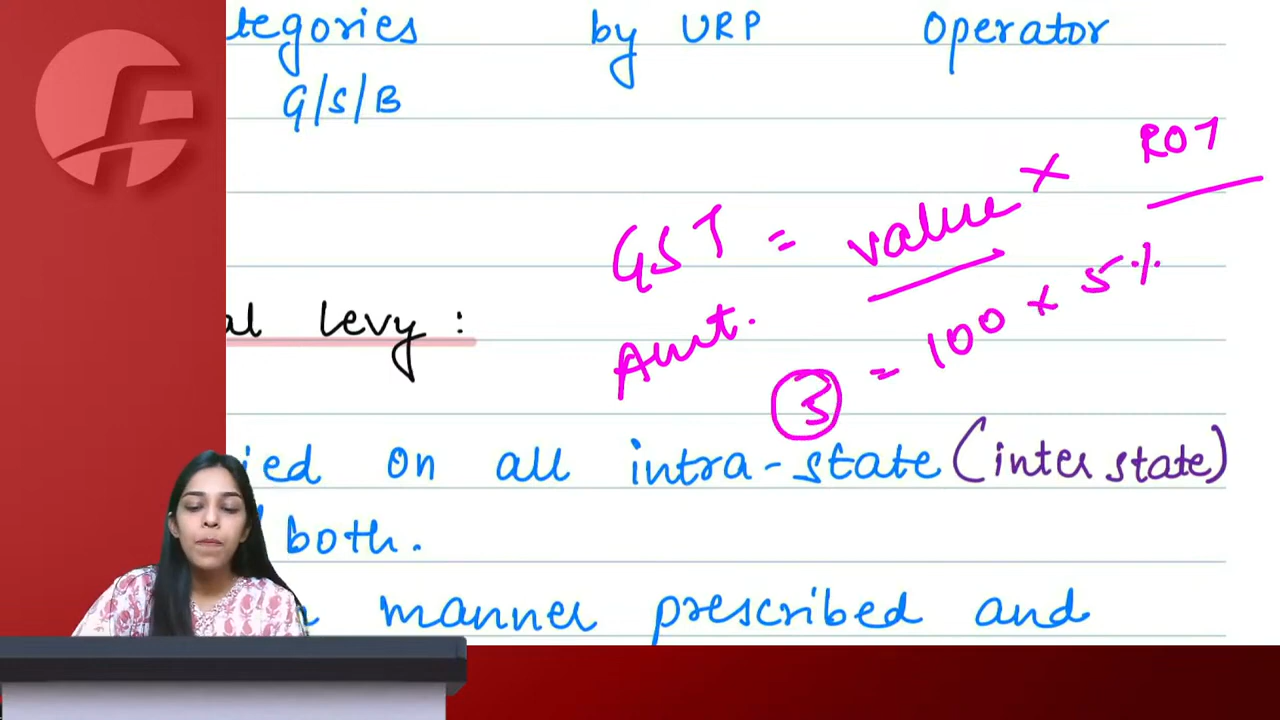 tegories by URP Operator
G/S/B
GST = value × ROT
Amt.
= 100 × 5%
al levy :
ied on all intra-state (inter state)
both.
manner prescribed and